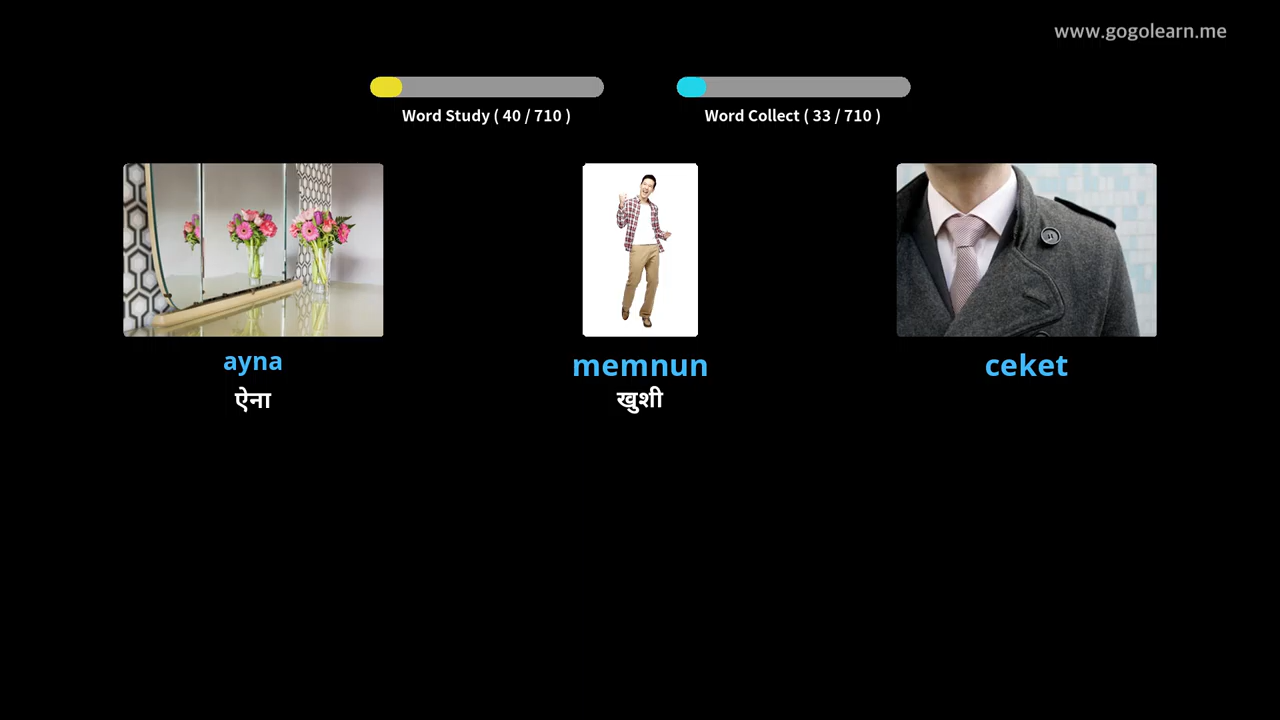 www.gogolearn.me
Word Study ( 40 / 710 )
Word Collect ( 33 / 710 )
ayna
memnun
ceket
ऐना
खुशी